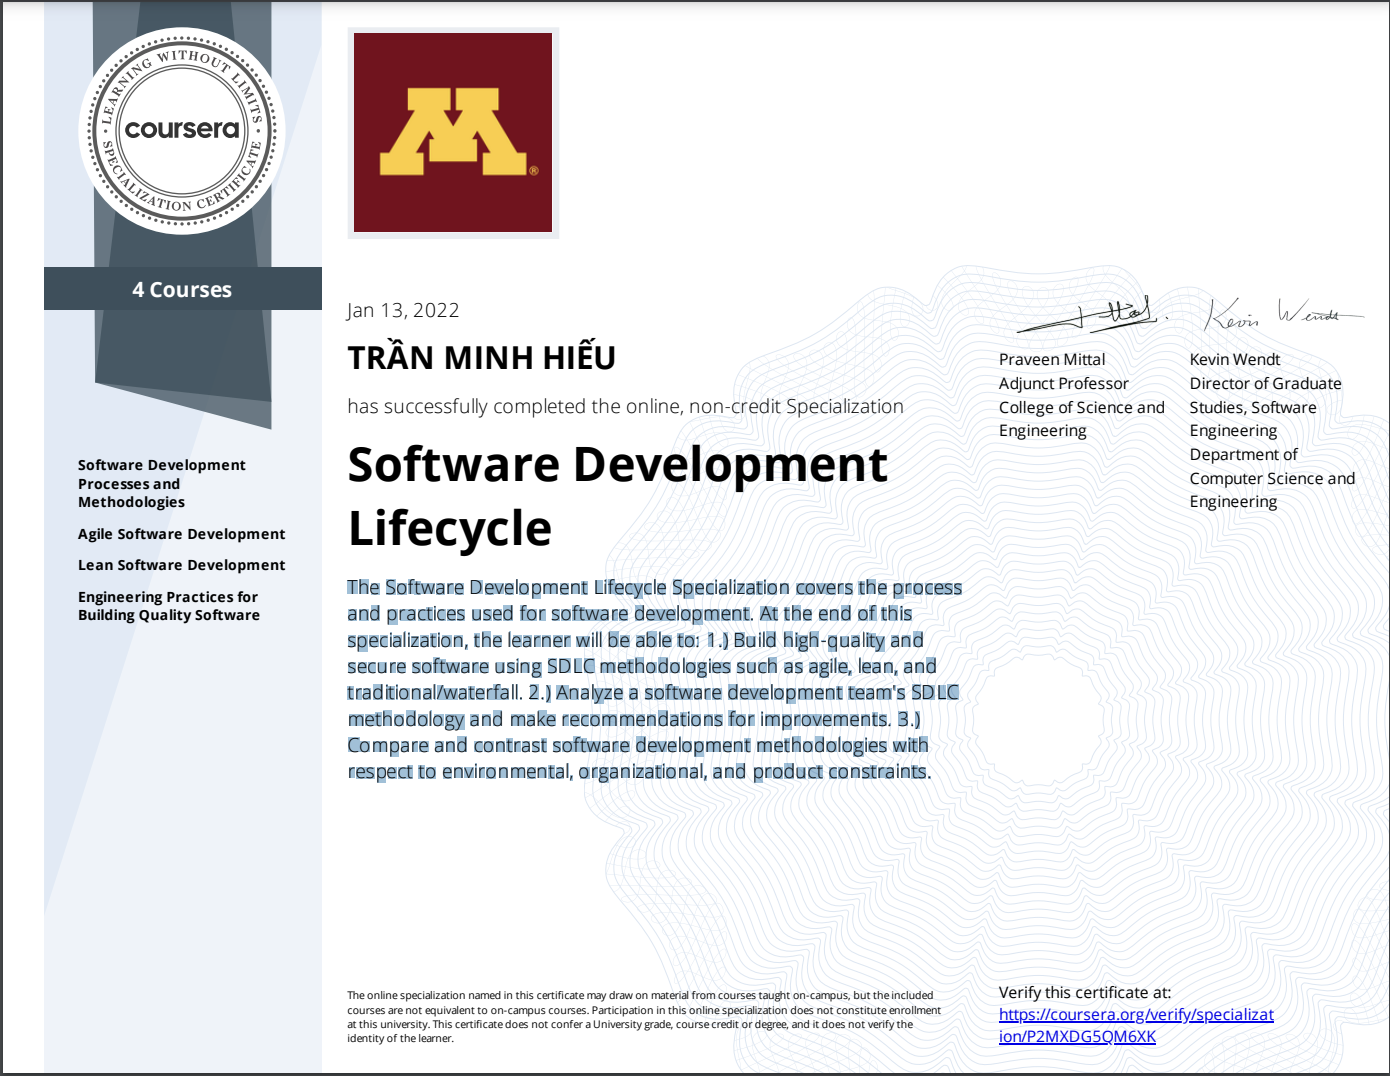 LEARNING WITHOUT LIMITS
coursera
SPECIALIZATION CERTIFICATE
4 Courses
Software Development
Processes and
Methodologies
Agile Software Development
Lean Software Development
Engineering Practices for
Building Quality Software
M
®
Jan 13, 2022
TRẦN MINH HIẾU
has successfully completed the online, non-credit Specialization
Software Development
Lifecycle
The Software Development Lifecycle Specialization covers the process
and practices used for software development. At the end of this
specialization, the learner will be able to: 1.) Build high-quality and
secure software using SDLC methodologies such as agile, lean, and
traditional/waterfall. 2.) Analyze a software development team's SDLC
methodology and make recommendations for improvements. 3.)
Compare and contrast software development methodologies with
respect to environmental, organizational, and product constraints.
Kevin Wendt
Praveen Mittal
Adjunct Professor
College of Science and
Engineering
Kevin Wendt
Director of Graduate
Studies, Software
Engineering
Department of
Computer Science and
Engineering
The online specialization named in this certificate may draw on material from courses taught on-campus, but the included
courses are not equivalent to on-campus courses. Participation in this online specialization does not constitute enrollment
at this university. This certificate does not confer a University grade, course credit or degree, and it does not verify the
identity of the learner.
Verify this certificate at:
https://coursera.org/verify/specializat
ion/P2MXDG5QM6XK